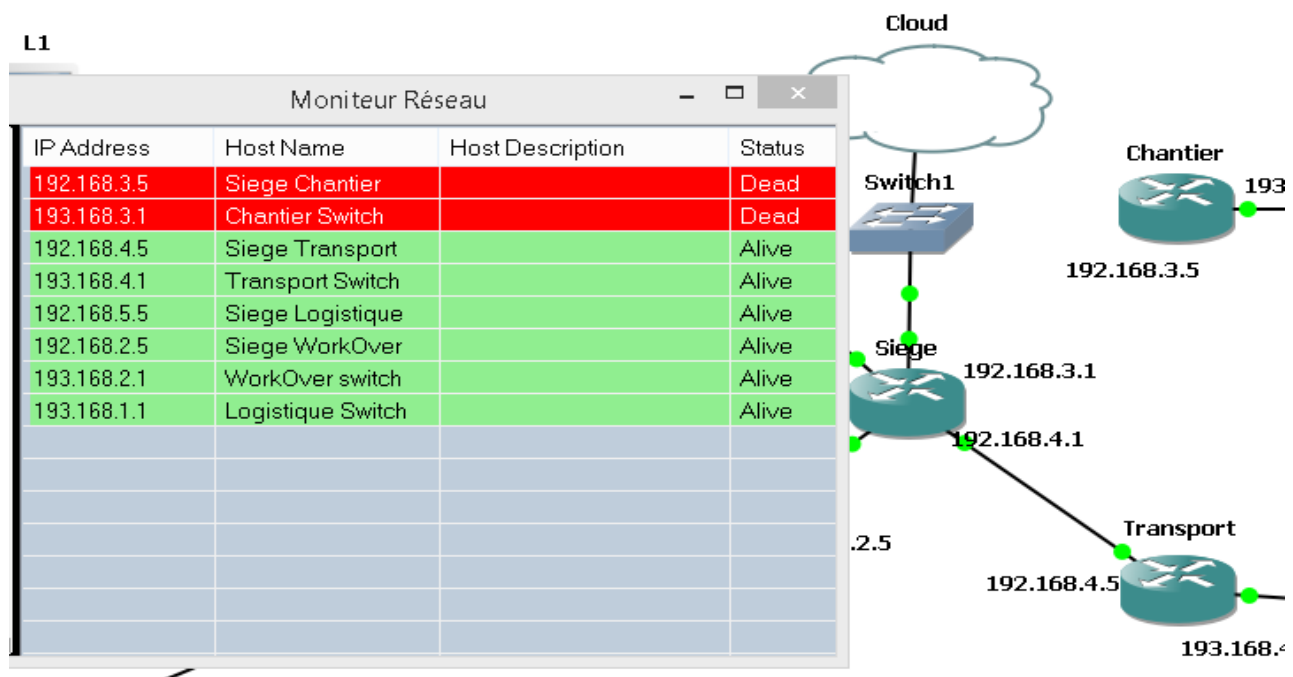 L1
Cloud
Moniteur Réseau
IP Address Host Name Host Description Status
192.168.3.5 Siege Chantier Dead
193.168.3.1 Chantier Switch Dead
192.168.4.5 Siege Transport Alive
193.168.4.1 Transport Switch Alive
192.168.5.5 Siege Logistique Alive
192.168.2.5 Siege WorkOver Alive
193.168.2.1 WorkOver switch Alive
193.168.1.1 Logistique Switch Alive
Switch1
Chantier
193
192.168.3.5
Siege
192.168.3.1
192.168.4.1
.2.5
Transport
192.168.4.5
193.168.